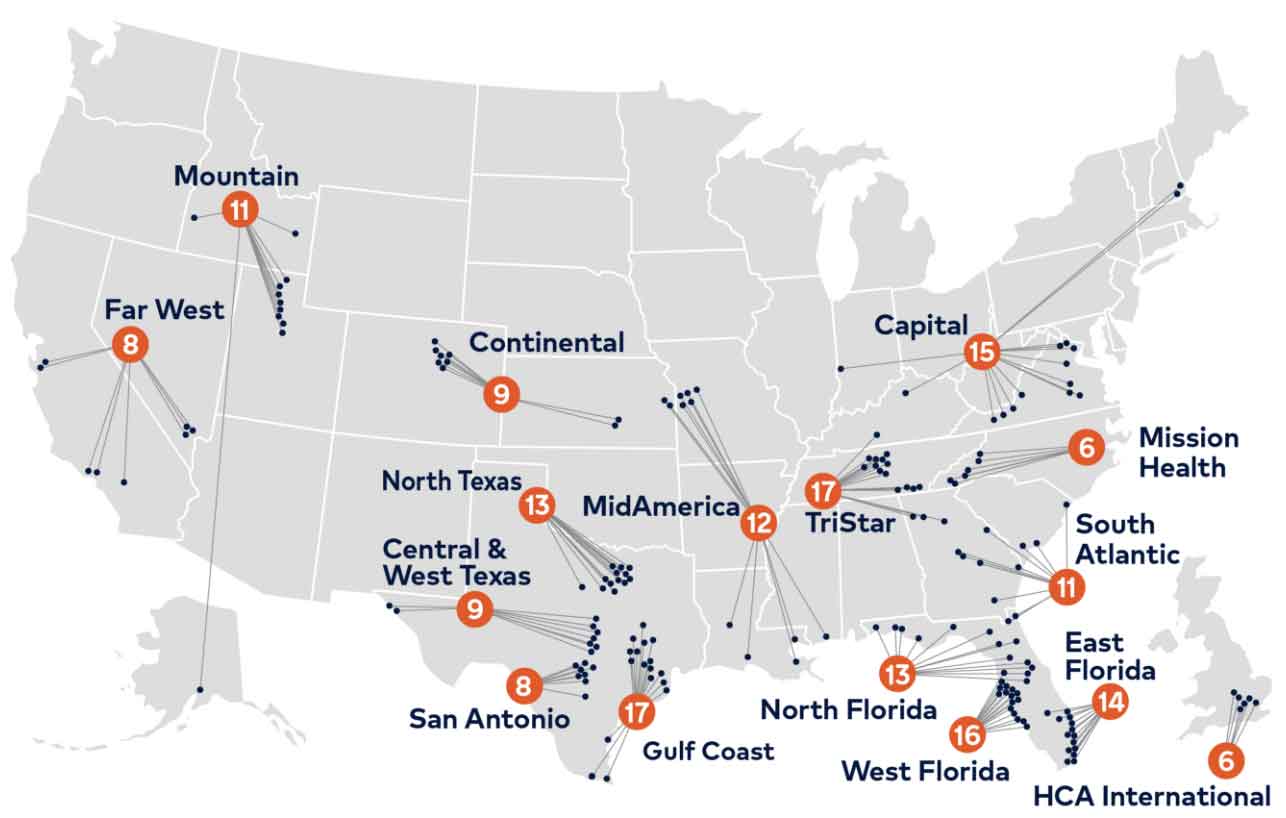 Mountain
11
Far West
8
Continental
9
Capital
15
Mission
Health
6
North Texas
13
MidAmerica
12
17
TriStar
South
Atlantic
11
Central &
West Texas
9
8
San Antonio
17
Gulf Coast
13
North Florida
East
Florida
14
16
West Florida
6
HCA International